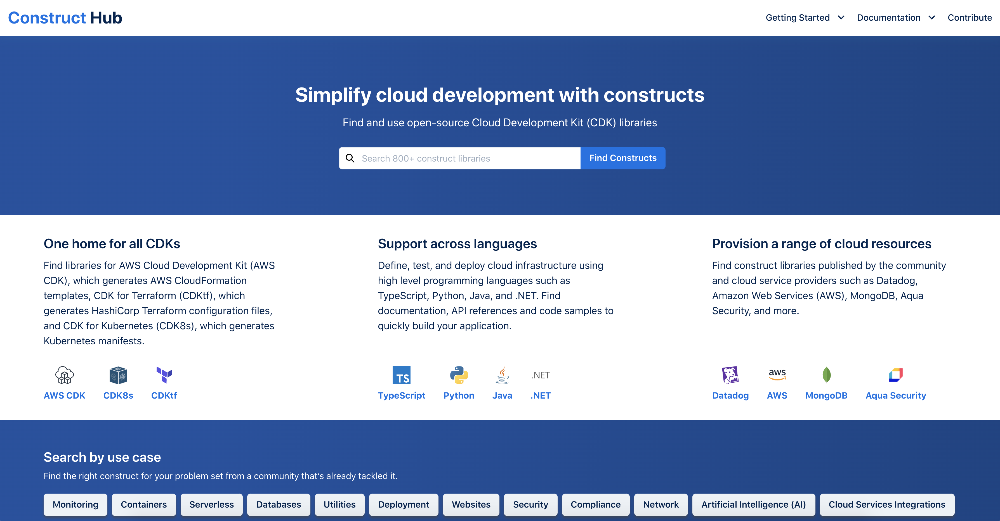 Construct Hub
Getting Started
Documentation
Contribute
Simplify cloud development with constructs
Find and use open-source Cloud Development Kit (CDK) libraries
Search 800+ construct libraries
Find Constructs
One home for all CDKs
Find libraries for AWS Cloud Development Kit (AWS
CDK), which generates AWS CloudFormation
templates, CDK for Terraform (CDKtf), which
generates HashiCorp Terraform configuration files,
and CDK for Kubernetes (CDK8s), which generates
Kubernetes manifests.
AWS CDK
CDK8s
CDKtf
Support across languages
Define, test, and deploy cloud infrastructure using
high level programming languages such as
TypeScript, Python, Java, and .NET. Find
documentation, API references and code samples to
quickly build your application.
TS
.NET
TypeScript
Python
Java
.NET
Provision a range of cloud resources
Find construct libraries published by the community
and cloud service providers such as Datadog,
Amazon Web Services (AWS), MongoDB, Aqua
Security, and more.
aws
Datadog
AWS
MongoDB
Aqua Security
Search by use case
Find the right construct for your problem set from a community that’s already tackled it.
Monitoring
Containers
Serverless
Databases
Utilities
Deployment
Websites
Security
Compliance
Network
Artificial Intelligence (AI)
Cloud Services Integrations